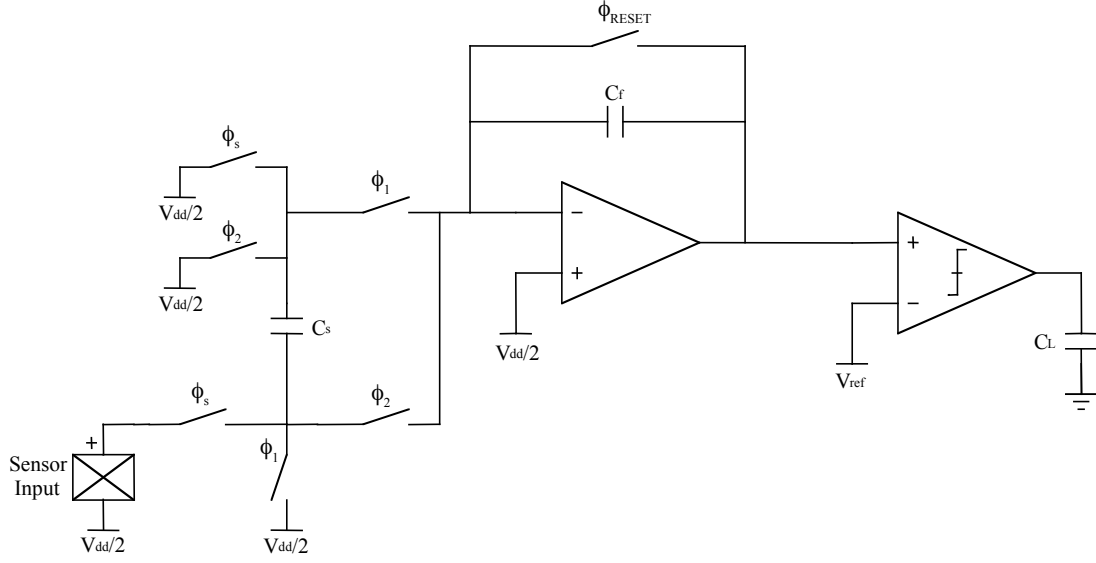 ϕRESET
Cf
ϕs
Vdd/2
ϕ1
ϕ2
Vdd/2
−
+
Vdd/2
+
−
Vref
Cs
CL
ϕs
ϕ2
+
Sensor
Input
ϕ1
Vdd/2
Vdd/2